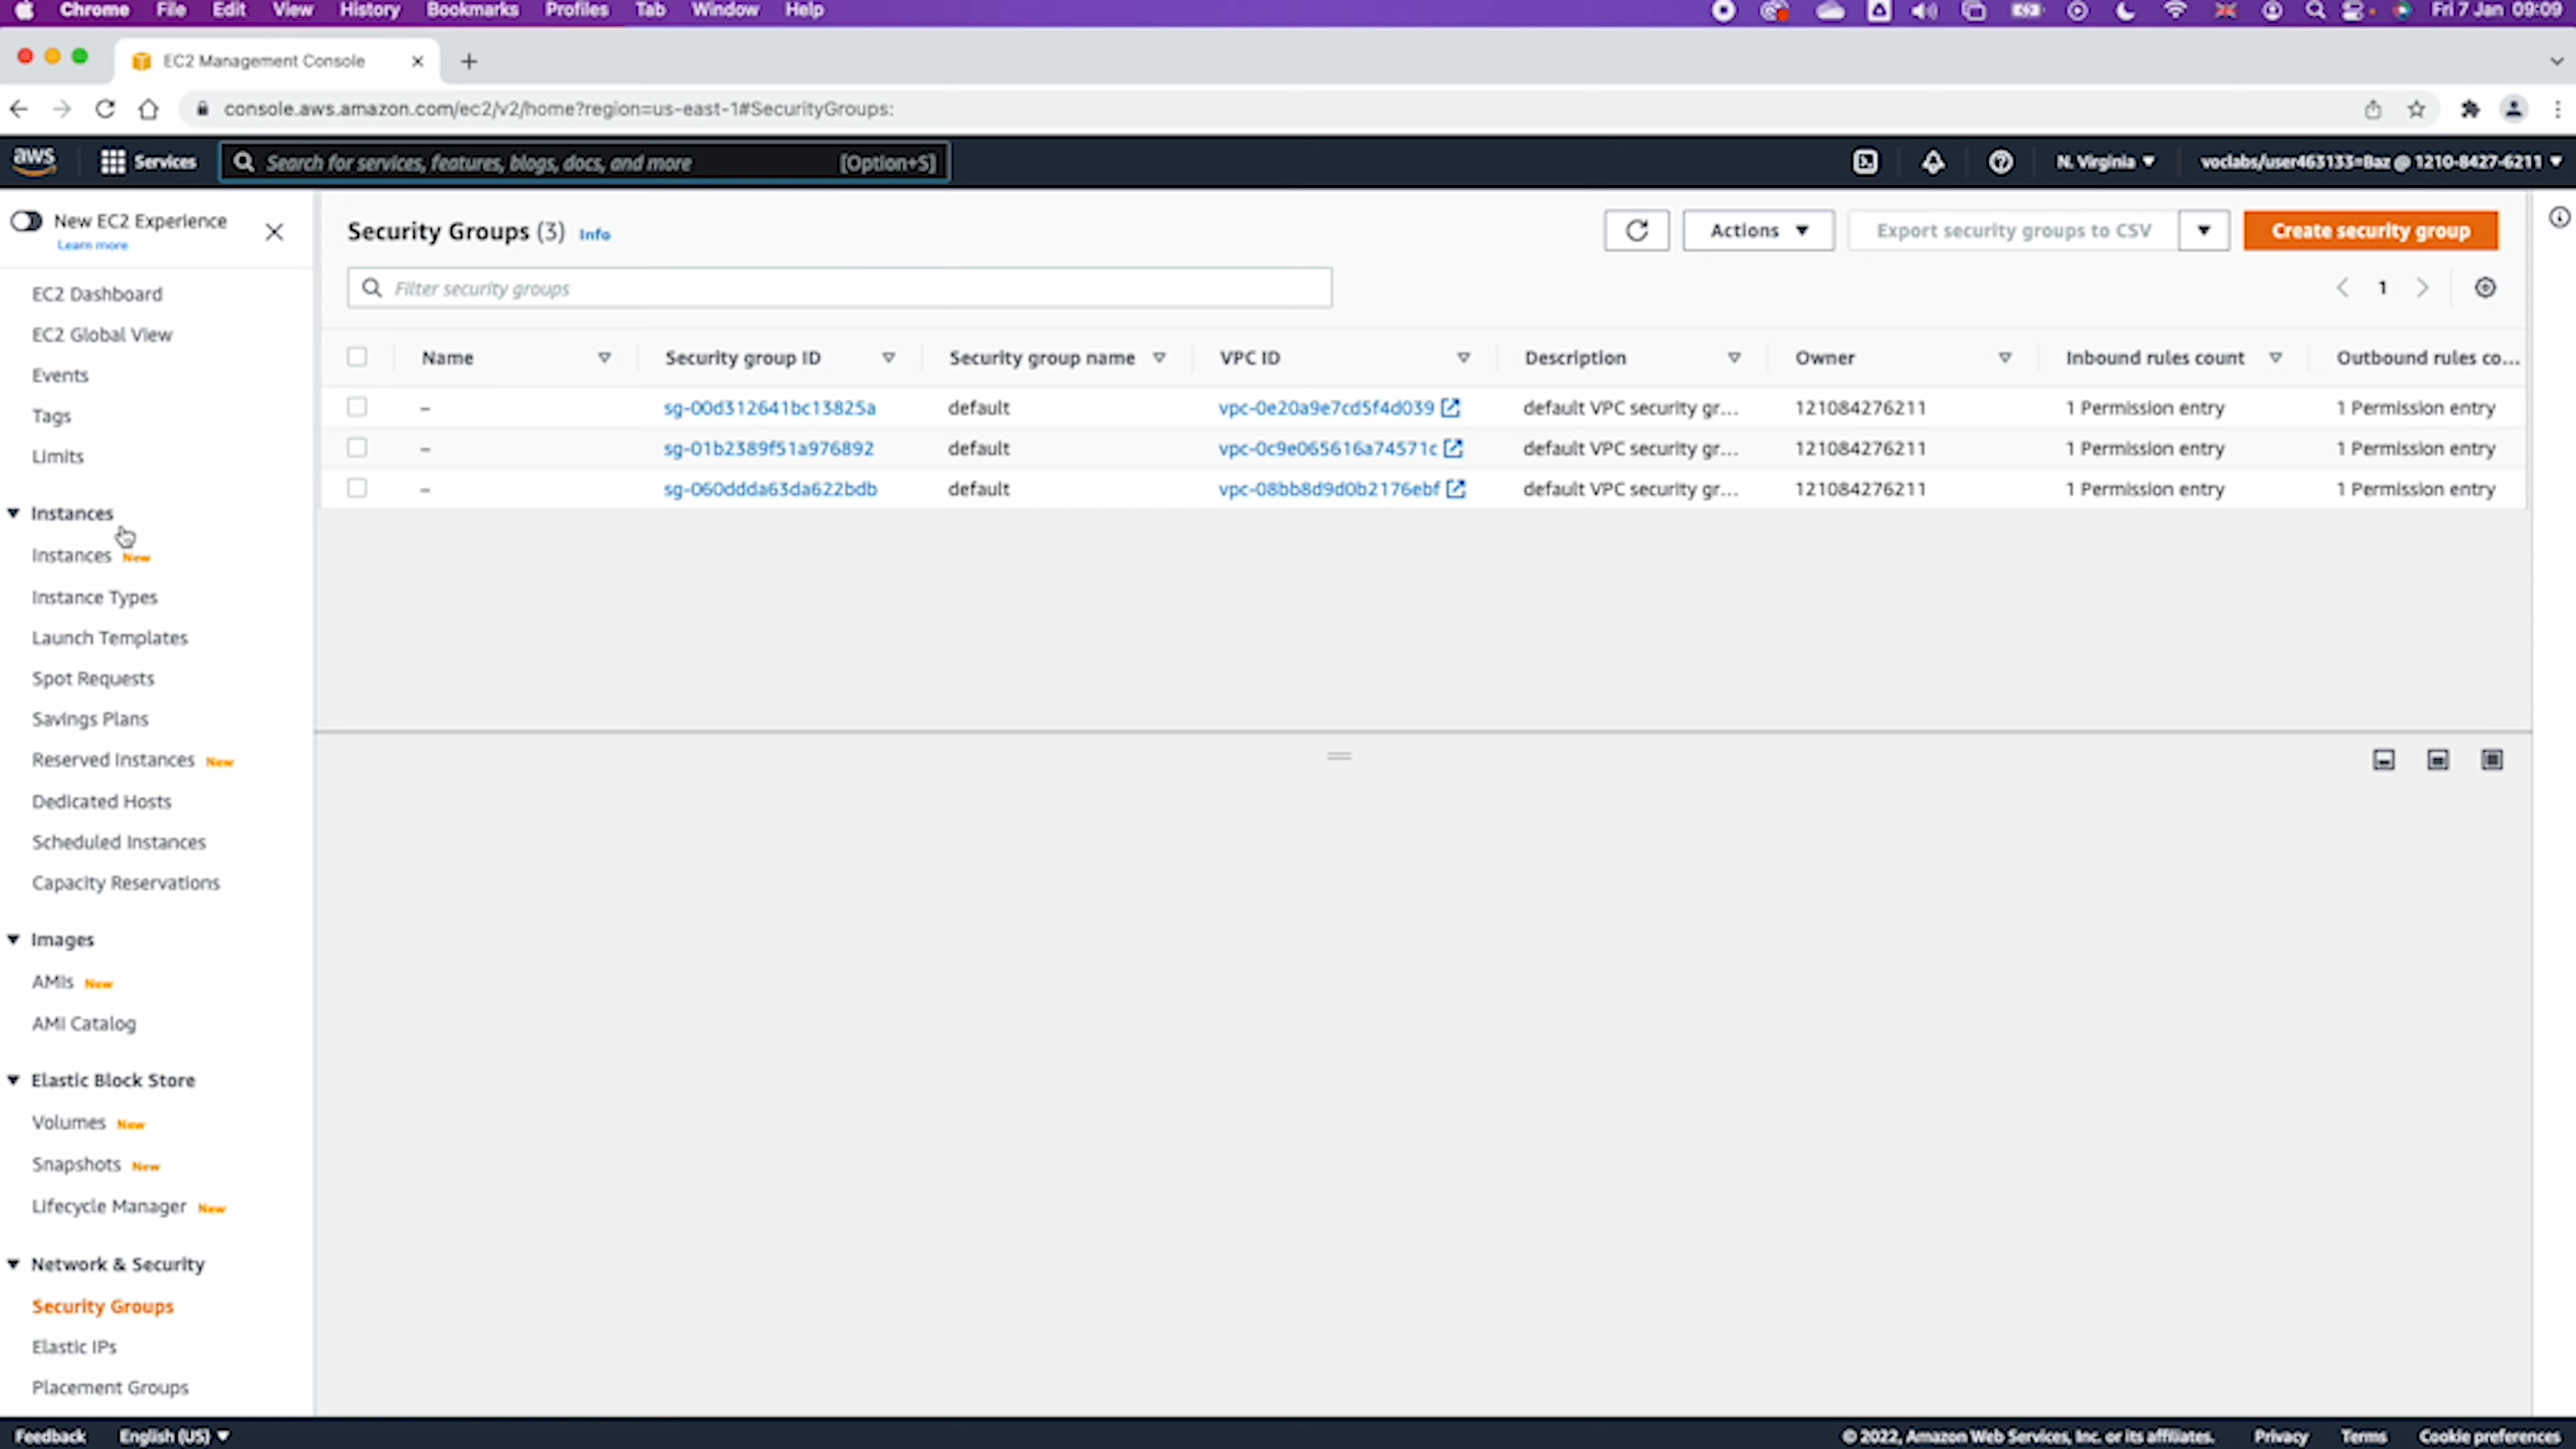 Chrome File Edit View History Bookmarks Profiles Tab Window Help Fri 7 Jan 09:09
EC2 Management Console
console.aws.amazon.com/ec2/v2/home?region=us-east-1#SecurityGroups:
aws Services Search for services, features, blogs, docs, and more [Option+S] N. Virginia voclabs/user463133=Baz @ 1210-8427-6211
New EC2 Experience
Learn more
EC2 Dashboard
EC2 Global View
Events
Tags
Limits
Instances
Instances New
Instance Types
Launch Templates
Spot Requests
Savings Plans
Reserved Instances New
Dedicated Hosts
Scheduled Instances
Capacity Reservations
Images
AMIs New
AMI Catalog
Elastic Block Store
Volumes New
Snapshots New
Lifecycle Manager New
Network & Security
Security Groups
Elastic IPs
Placement Groups
Security Groups (3) Info
Actions Export security groups to CSV Create security group
Filter security groups
1
Name Security group ID Security group name VPC ID Description Owner Inbound rules count Outbound rules co...
– sg-00d312641bc13825a default vpc-0e20a9e7cd5f4d039 default VPC security gr... 121084276211 1 Permission entry 1 Permission entry
– sg-01b2389f51a976892 default vpc-0c9e065616a74571c default VPC security gr... 121084276211 1 Permission entry 1 Permission entry
– sg-060ddda63da622bdb default vpc-08bb8d9d0b2176ebf default VPC security gr... 121084276211 1 Permission entry 1 Permission entry
Feedback English (US) © 2022, Amazon Web Services, Inc. or its affiliates. Privacy Terms Cookie preferences